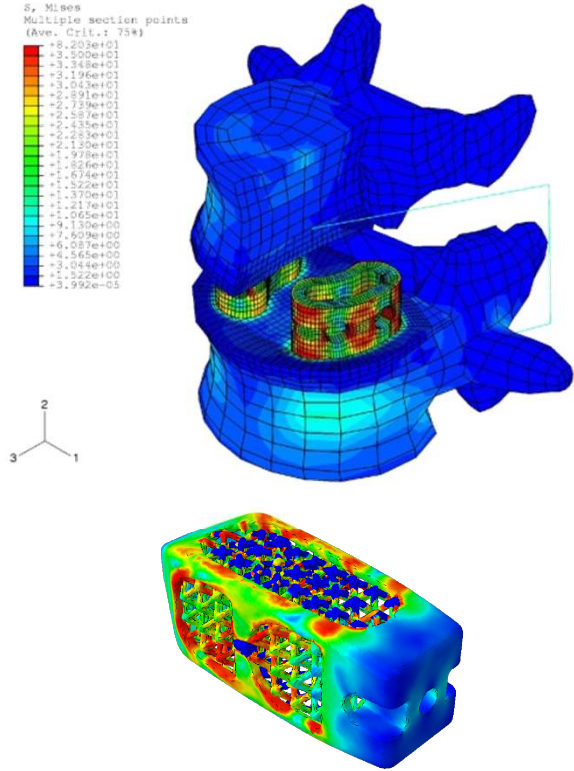 S, Mises
Multiple section points
(Ave. Crit.: 75%)
+8.203e+01
+3.500e+01
+3.348e+01
+3.196e+01
+3.043e+01
+2.891e+01
+2.739e+01
+2.587e+01
+2.435e+01
+2.283e+01
+2.130e+01
+1.978e+01
+1.826e+01
+1.674e+01
+1.522e+01
+1.370e+01
+1.217e+01
+1.065e+01
+9.130e+00
+7.609e+00
+6.087e+00
+4.565e+00
+3.044e+00
+1.522e+00
+3.992e-05
2
3
1